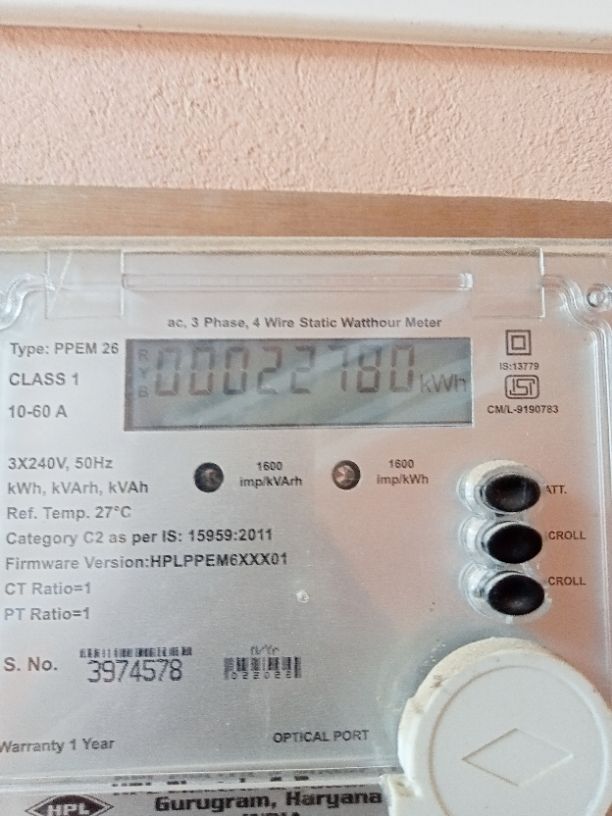 ac, 3 Phase, 4 Wire Static Watthour Meter
Type: PPEM 26
R
Y
B
00022780 kWh
CLASS 1
10-60 A
IS:13779
ISI
CM/L-9190783
3X240V, 50Hz
kWh, kVArh, kVAh
Ref. Temp. 27°C
1600
imp/kVArh
1600
imp/kWh
ATT.
CROLL
CROLL
Category C2 as per IS: 15959:2011
Firmware Version:HPLPPEM6XXX01
CT Ratio=1
PT Ratio=1
S. No.
3974578
M/Yr
Warranty 1 Year
OPTICAL PORT
HPL
Gurugram, Haryana